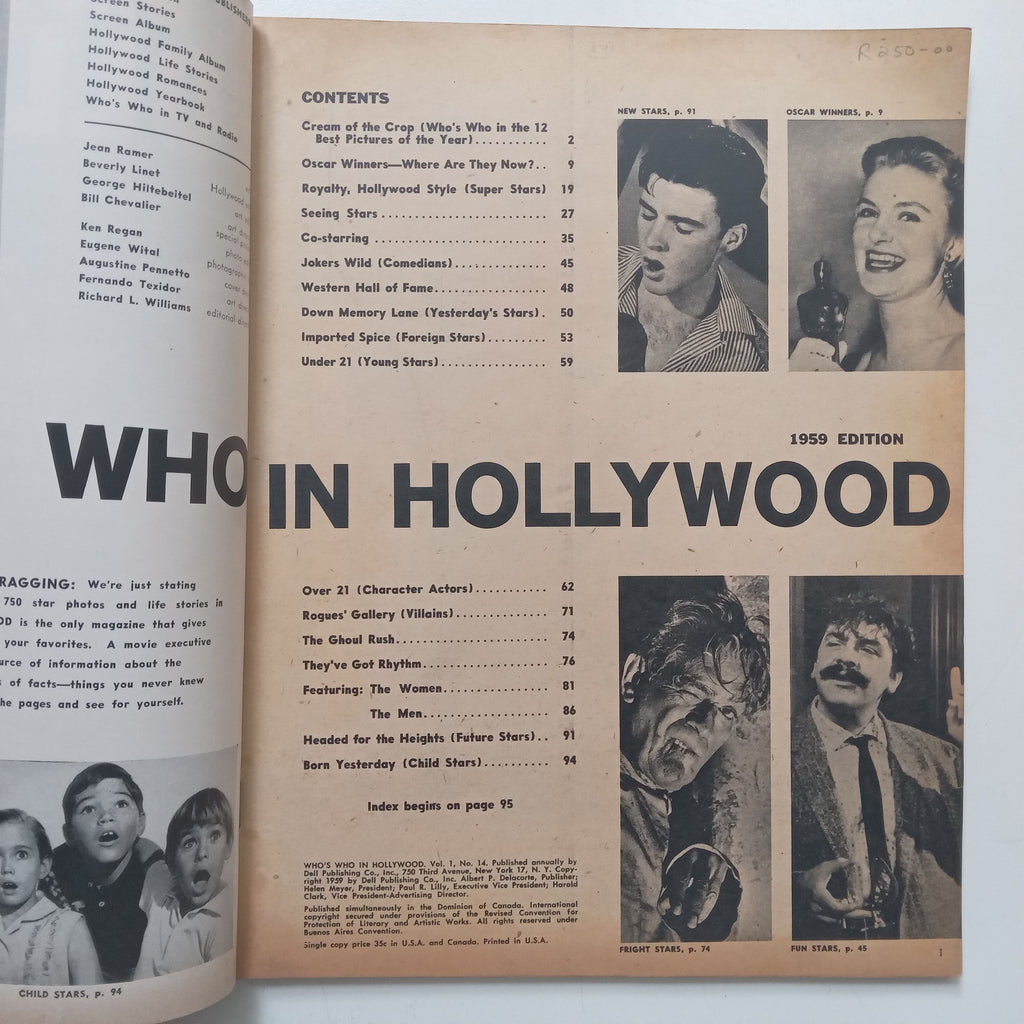 Screen Stories
Screen Album
Hollywood Family Album
Hollywood Life Stories
Hollywood Romances
Hollywood Yearbook
Who's Who in TV and Radio
Jean Ramer
Beverly Linet
George Hiltebeitel
Bill Chevalier
Ken Regan
Eugene Wital
Augustine Pennetto
Fernando Texidor
Richard L. Williams
Hollywood
art
special
photo
cover
editorial
WHO
RAGGING: We're just stating
750 star photos and life stories in
OD is the only magazine that gives
your favorites. A movie executive
urce of information about the
s of facts—things you never knew
he pages and see for yourself.
CHILD STARS, p. 94
R250-00
CONTENTS
Cream of the Crop (Who's Who in the 12
Best Pictures of the Year)........... 2
Oscar Winners—Where Are They Now?.. 9
Royalty, Hollywood Style (Super Stars) 19
Seeing Stars ........................ 27
Co-starring ......................... 35
Jokers Wild (Comedians).............. 45
Western Hall of Fame................. 48
Down Memory Lane (Yesterday's Stars). 50
Imported Spice (Foreign Stars)......... 53
Under 21 (Young Stars)................ 59
NEW STARS, p. 91
OSCAR WINNERS, p. 9
1959 EDITION
IN HOLLYWOOD
Over 21 (Character Actors)........... 62
Rogues' Gallery (Villains)............. 71
The Ghoul Rush....................... 74
They've Got Rhythm................... 76
Featuring: The Women................ 81
The Men................... 86
Headed for the Heights (Future Stars).. 91
Born Yesterday (Child Stars).......... 94
Index begins on page 95
WHO'S WHO IN HOLLYWOOD. Vol. 1, No. 14. Published annually by
Dell Publishing Co., Inc., 750 Third Avenue, New York 17, N. Y. Copy-
right 1959 by Dell Publishing Co., Inc. Albert P. Delacorte, Publisher;
Helen Meyer, President; Paul R. Lilly, Executive Vice President; Harold
Clark, Vice President-Advertising Director.
Published simultaneously in the Dominion of Canada. International
copyright secured under provisions of the Revised Convention for
Protection of Literary and Artistic Works. All rights reserved under
Buenos Aires Convention.
Single copy price 35c in U.S.A. and Canada. Printed in U.S.A.
FRIGHT STARS, p. 74
FUN STARS, p. 45
1